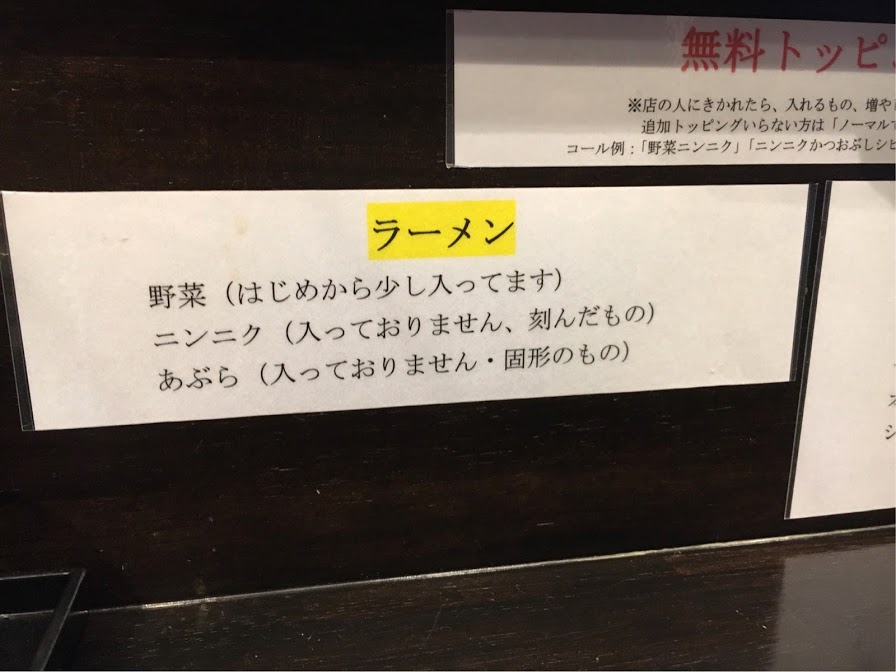 無料トッピ
※店の人にきかれたら、入れるもの、増や
追加トッピングいらない方は「ノーマルで
コール例：「野菜ニンニク」「ニンニクかつおぶしシビ
ラーメン
野菜（はじめから少し入ってます）
ニンニク（入っておりません、刻んだもの）
あぶら（入っておりません・固形のもの）